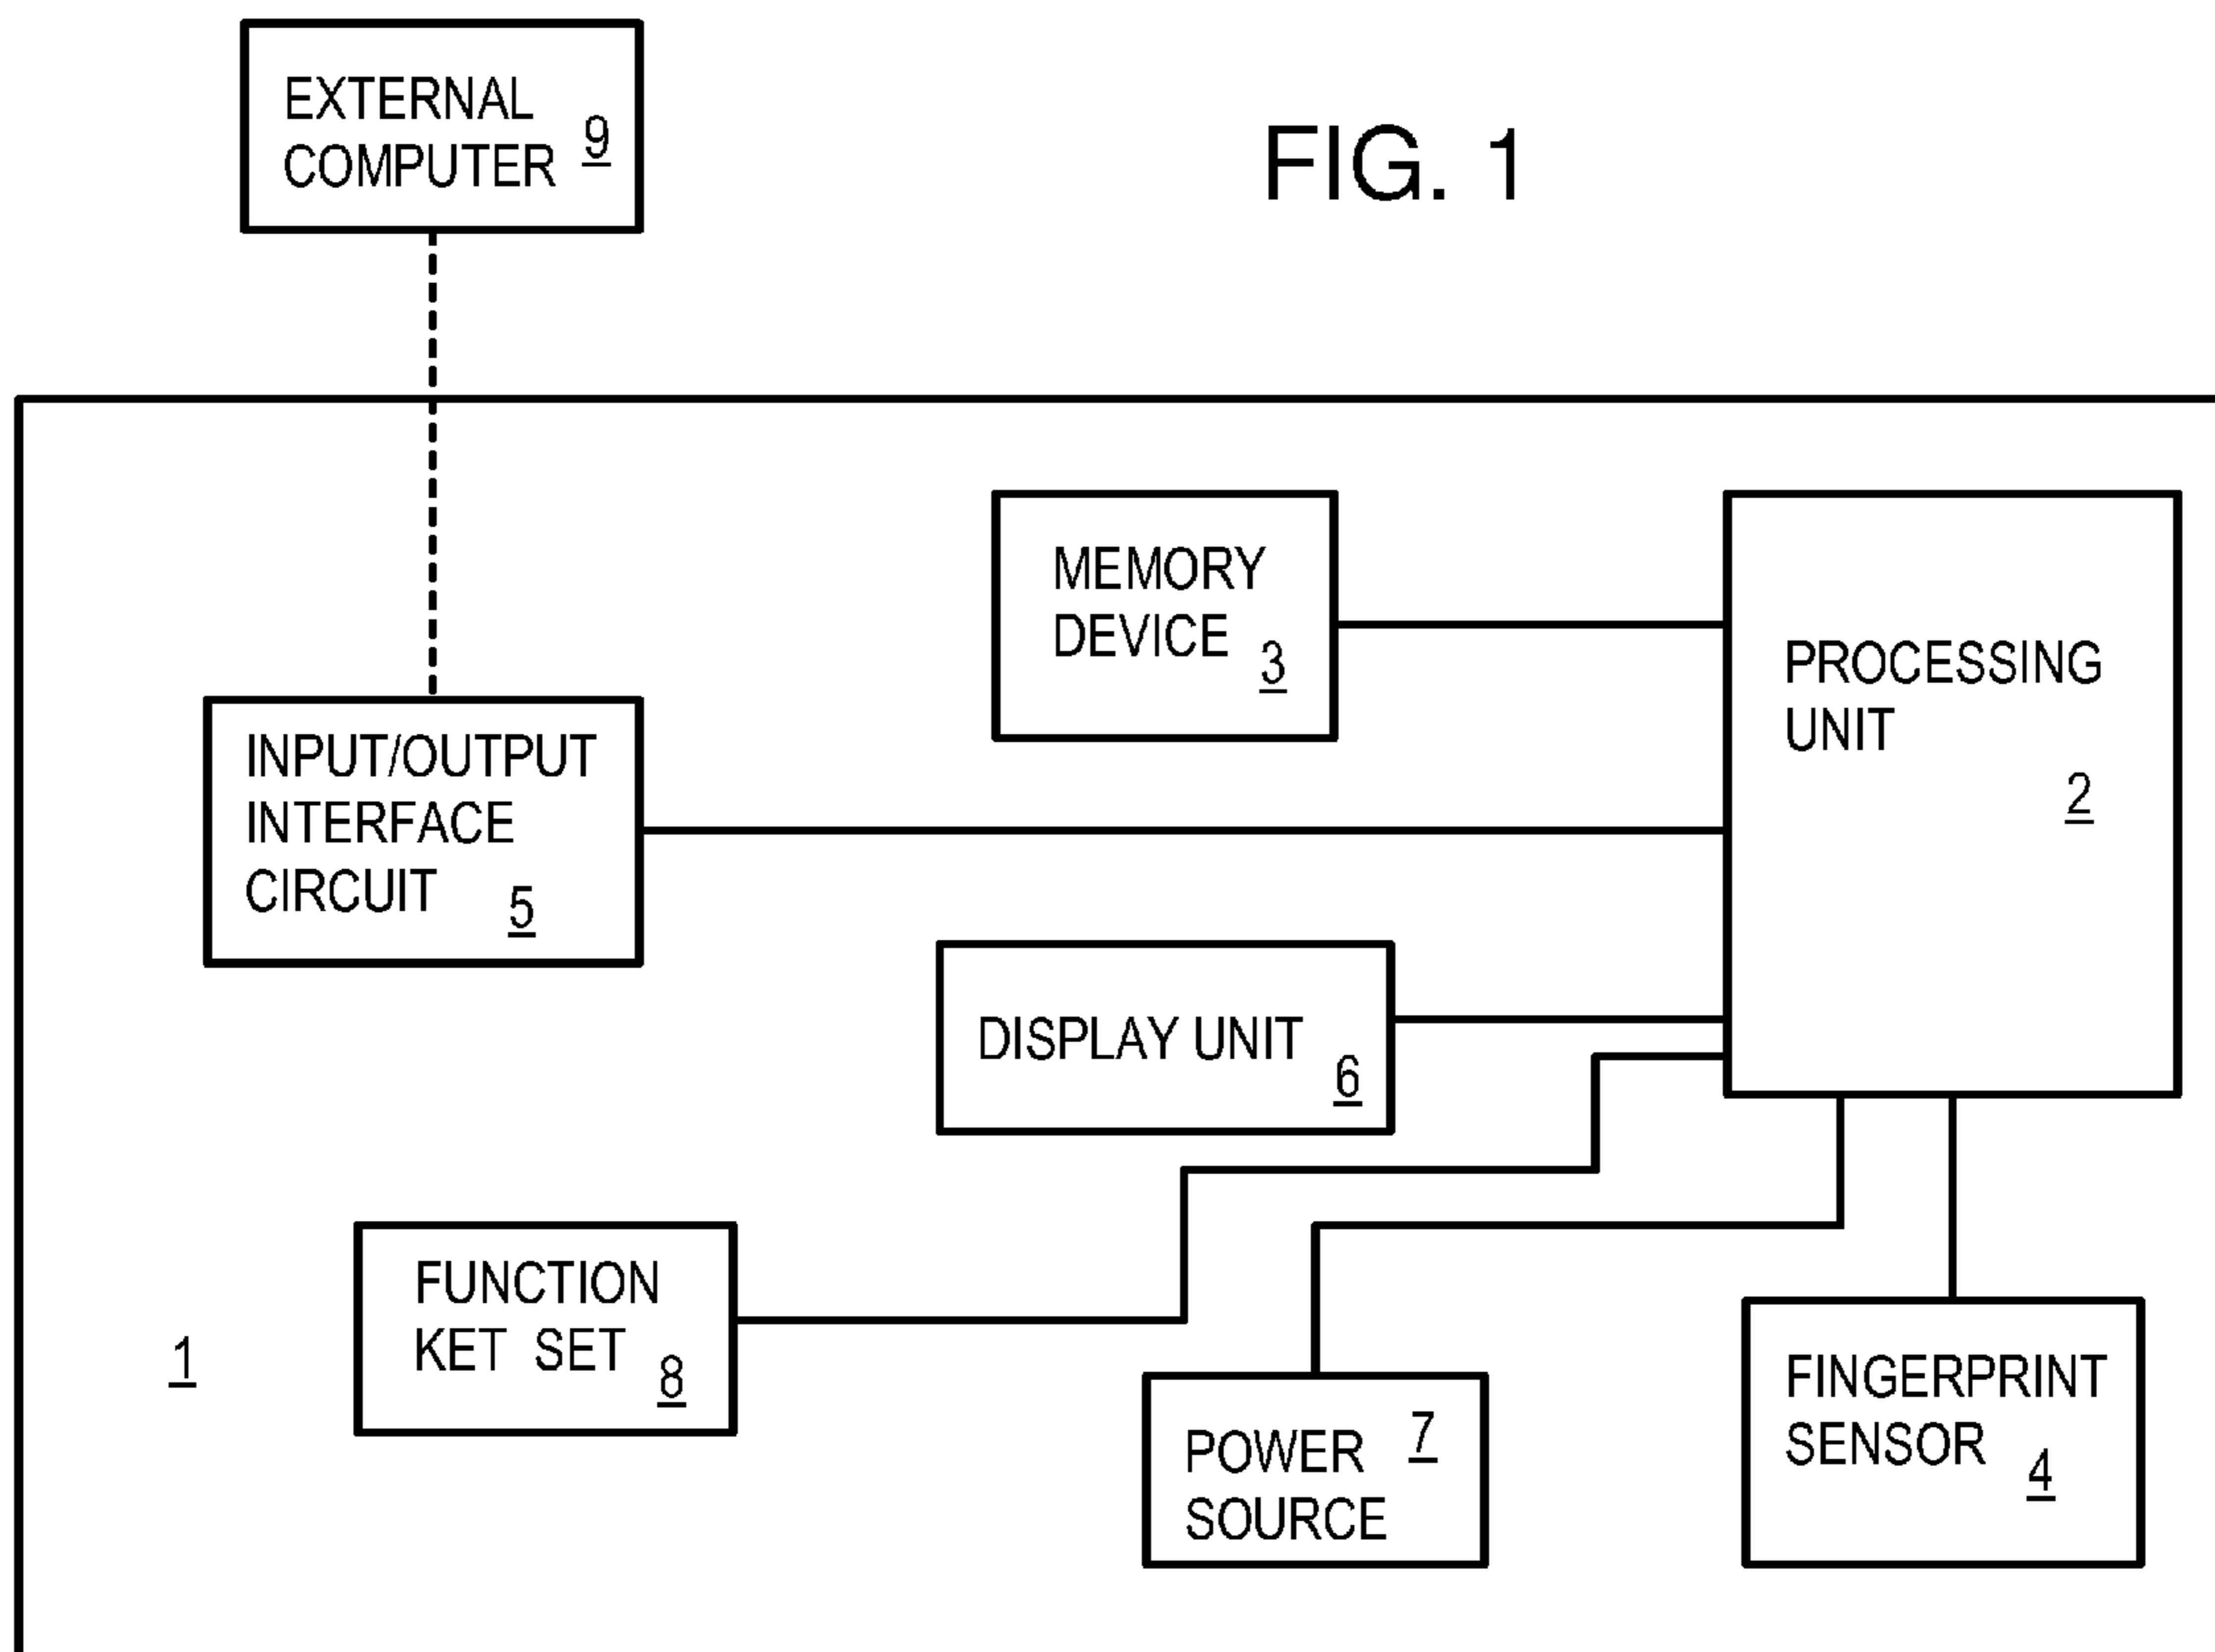 EXTERNAL
COMPUTER 9
FIG. 1
MEMORY
DEVICE 3
PROCESSING
UNIT
2
INPUT/OUTPUT
INTERFACE
CIRCUIT 5
DISPLAY UNIT 6
FUNCTION
KET SET 8
1
POWER 7
SOURCE
FINGERPRINT
SENSOR 4